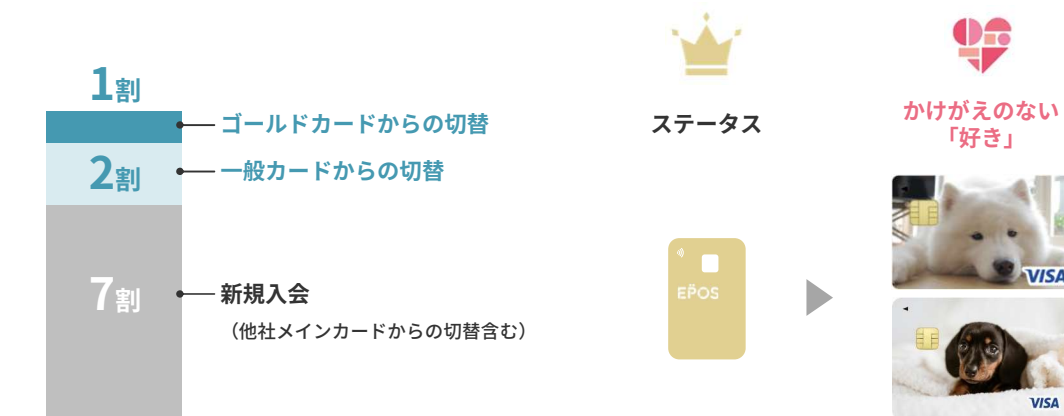 1割
ゴールドカードからの切替
2割
一般カードからの切替
7割
新規入会
（他社メインカードからの切替含む）
ステータス
EPOS
かけがえのない
「好き」
VISA
VISA